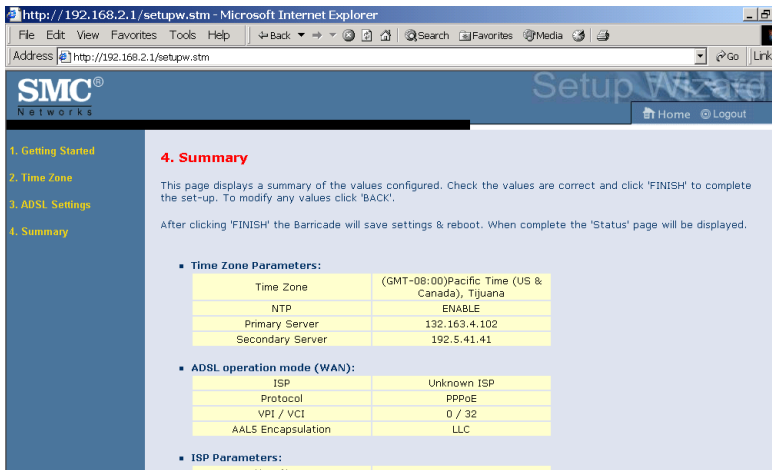 http://192.168.2.1/setupw.stm - Microsoft Internet Explorer
File Edit View Favorites Tools Help Back Search Favorites Media
Address http://192.168.2.1/setupw.stm Go Link
SMC®
Networks
Setup Wizard
Home Logout
1. Getting Started
2. Time Zone
3. ADSL Settings
4. Summary
4. Summary
This page displays a summary of the values configured. Check the values are correct and click 'FINISH' to complete
the set-up. To modify any values click 'BACK'.
After clicking 'FINISH' the Barricade will save settings & reboot. When complete the 'Status' page will be displayed.
Time Zone Parameters:
Time Zone (GMT-08:00)Pacific Time (US &
Canada), Tijuana
NTP ENABLE
Primary Server 132.163.4.102
Secondary Server 192.5.41.41
ADSL operation mode (WAN):
ISP Unknown ISP
Protocol PPPoE
VPI / VCI 0 / 32
AAL5 Encapsulation LLC
ISP Parameters: